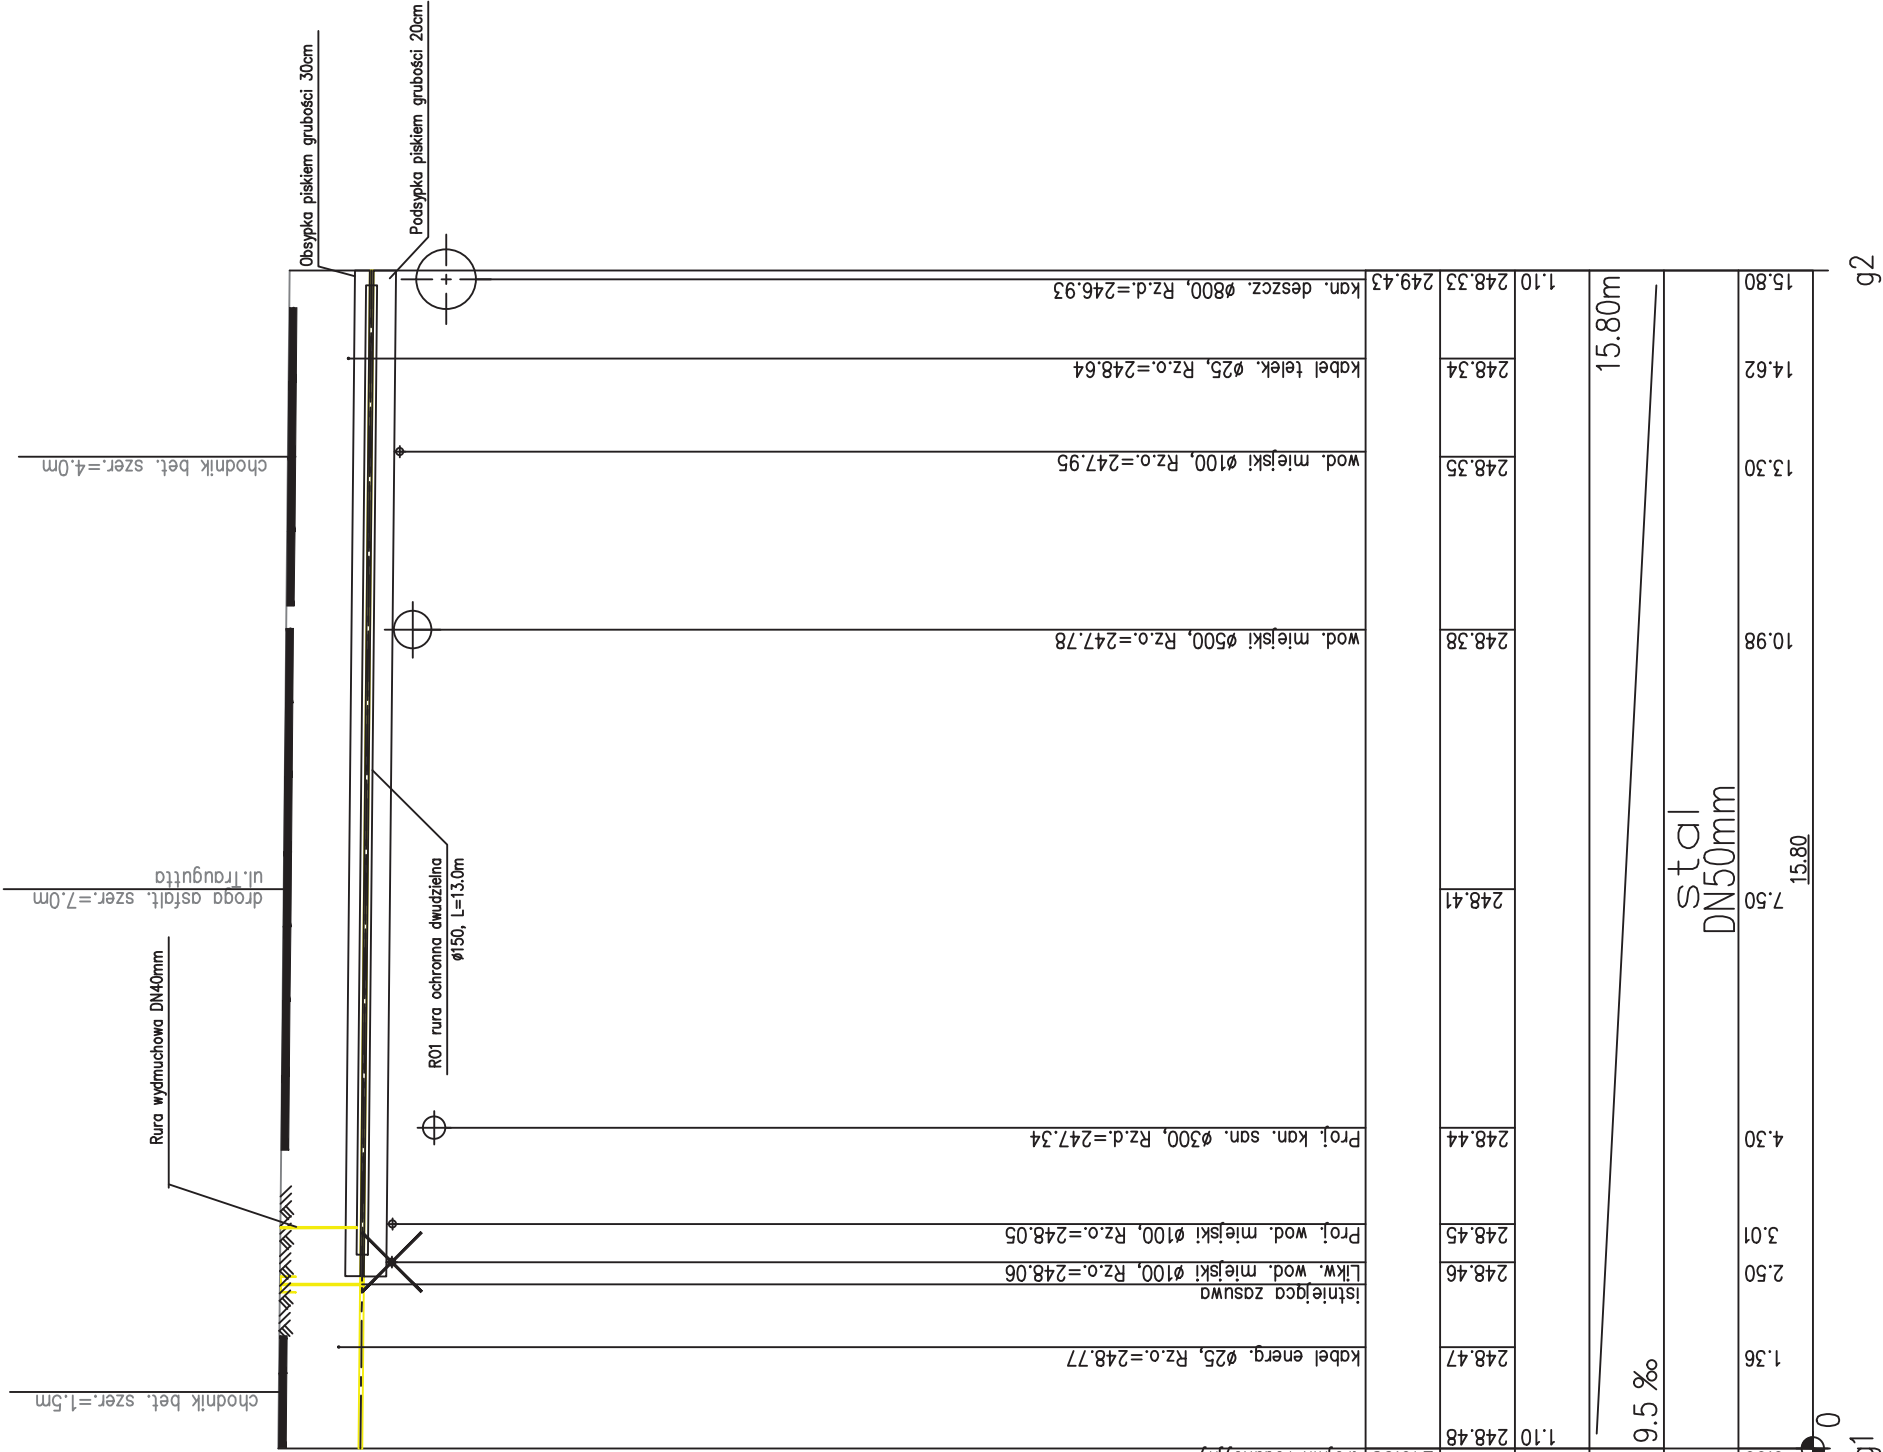 Obsypka piskiem grubości 30cm
Podsypka piskiem grubości 20cm
chodnik bet. szer.=4.0m
droga asfalt. szer.=7.0m
ul.Traugutta
Rura wydmuchowa DN40mm
chodnik bet. szer.=1.5m
R01 rura ochronna dwudzielna
ø150, L=13.0m
kan. deszcz. ø800, Rz.d.=246.93
249.43
248.33
1.10
15.80m
15.80
g2
kabel telek. ø25, Rz.o.=248.64
248.34
14.62
wod. miejski ø100, Rz.o.=247.95
248.35
13.30
wod. miejski ø500, Rz.o.=247.78
248.38
10.98
248.41
stal
DN50mm
7.50
15.80
Proj. kan. san. ø300, Rz.d.=247.34
248.44
4.30
Proj. wod. miejski ø100, Rz.o.=248.05
248.45
3.01
Likw. wod. miejski ø100, Rz.o.=248.06
248.46
2.50
istniejąca zasuwa
kabel energ. ø25, Rz.o.=248.77
248.47
1.36
248.48
1.10
9.5 ‰
0
g1